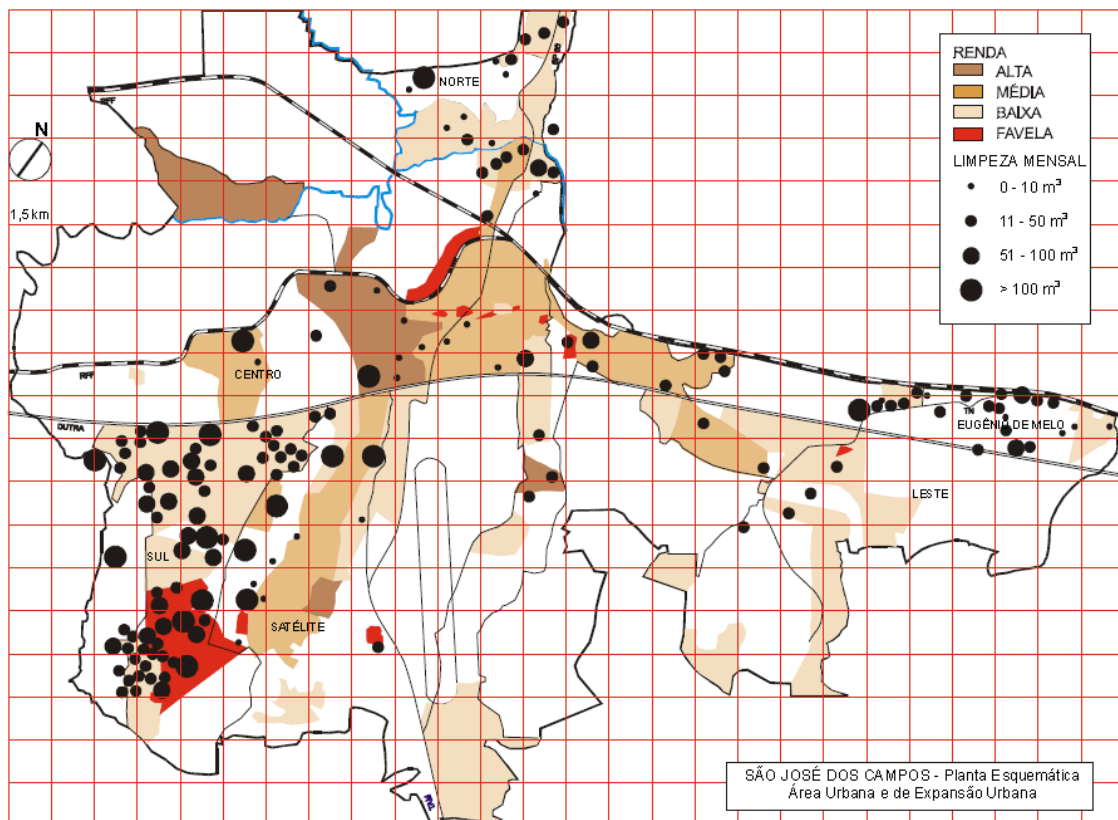 RENDA
ALTA
MÉDIA
BAIXA
FAVELA
LIMPEZA MENSAL
0 - 10 m³
11 - 50 m³
51 - 100 m³
> 100 m³
NORTE
RFF
N
1,5 km
CENTRO
RFF
DUTRA
TN
EUGÊNIO DE MELO
LESTE
SUL
SATÉLITE
SÃO JOSÉ DOS CAMPOS - Planta Esquemática
Área Urbana e de Expansão Urbana